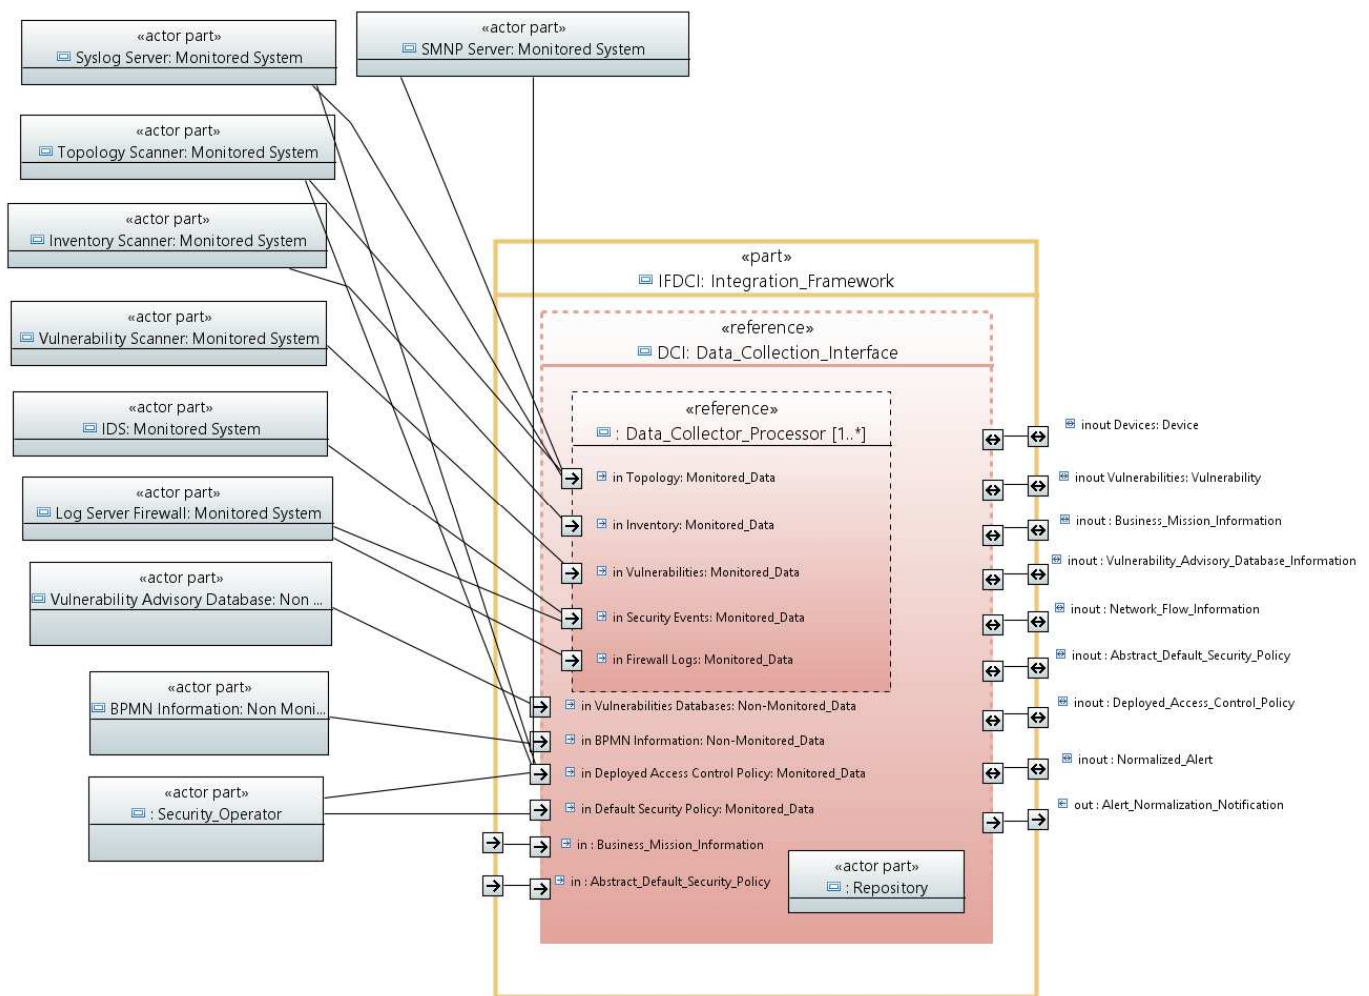 «actor part»
Syslog Server: Monitored System
«actor part»
SMNP Server: Monitored System
«actor part»
Topology Scanner: Monitored System
«actor part»
Inventory Scanner: Monitored System
«actor part»
Vulnerability Scanner: Monitored System
«actor part»
IDS: Monitored System
«actor part»
Log Server Firewall: Monitored System
«actor part»
Vulnerability Advisory Database: Non ...
«actor part»
BPMN Information: Non Moni...
«actor part»
: Security_Operator
«part»
IFDCI: Integration_Framework
«reference»
DCI: Data_Collection_Interface
«reference»
: Data_Collector_Processor [1..*]
in Topology: Monitored_Data
in Inventory: Monitored_Data
in Vulnerabilities: Monitored_Data
in Security Events: Monitored_Data
in Firewall Logs: Monitored_Data
in Vulnerabilities Databases: Non-Monitored_Data
in BPMN Information: Non-Monitored_Data
in Deployed Access Control Policy: Monitored_Data
in Default Security Policy: Monitored_Data
in : Business_Mission_Information
in : Abstract_Default_Security_Policy
«actor part»
: Repository
inout Devices: Device
inout Vulnerabilities: Vulnerability
inout : Business_Mission_Information
inout : Vulnerability_Advisory_Database_Information
inout : Network_Flow_Information
inout : Abstract_Default_Security_Policy
inout : Deployed_Access_Control_Policy
inout : Normalized_Alert
out : Alert_Normalization_Notification